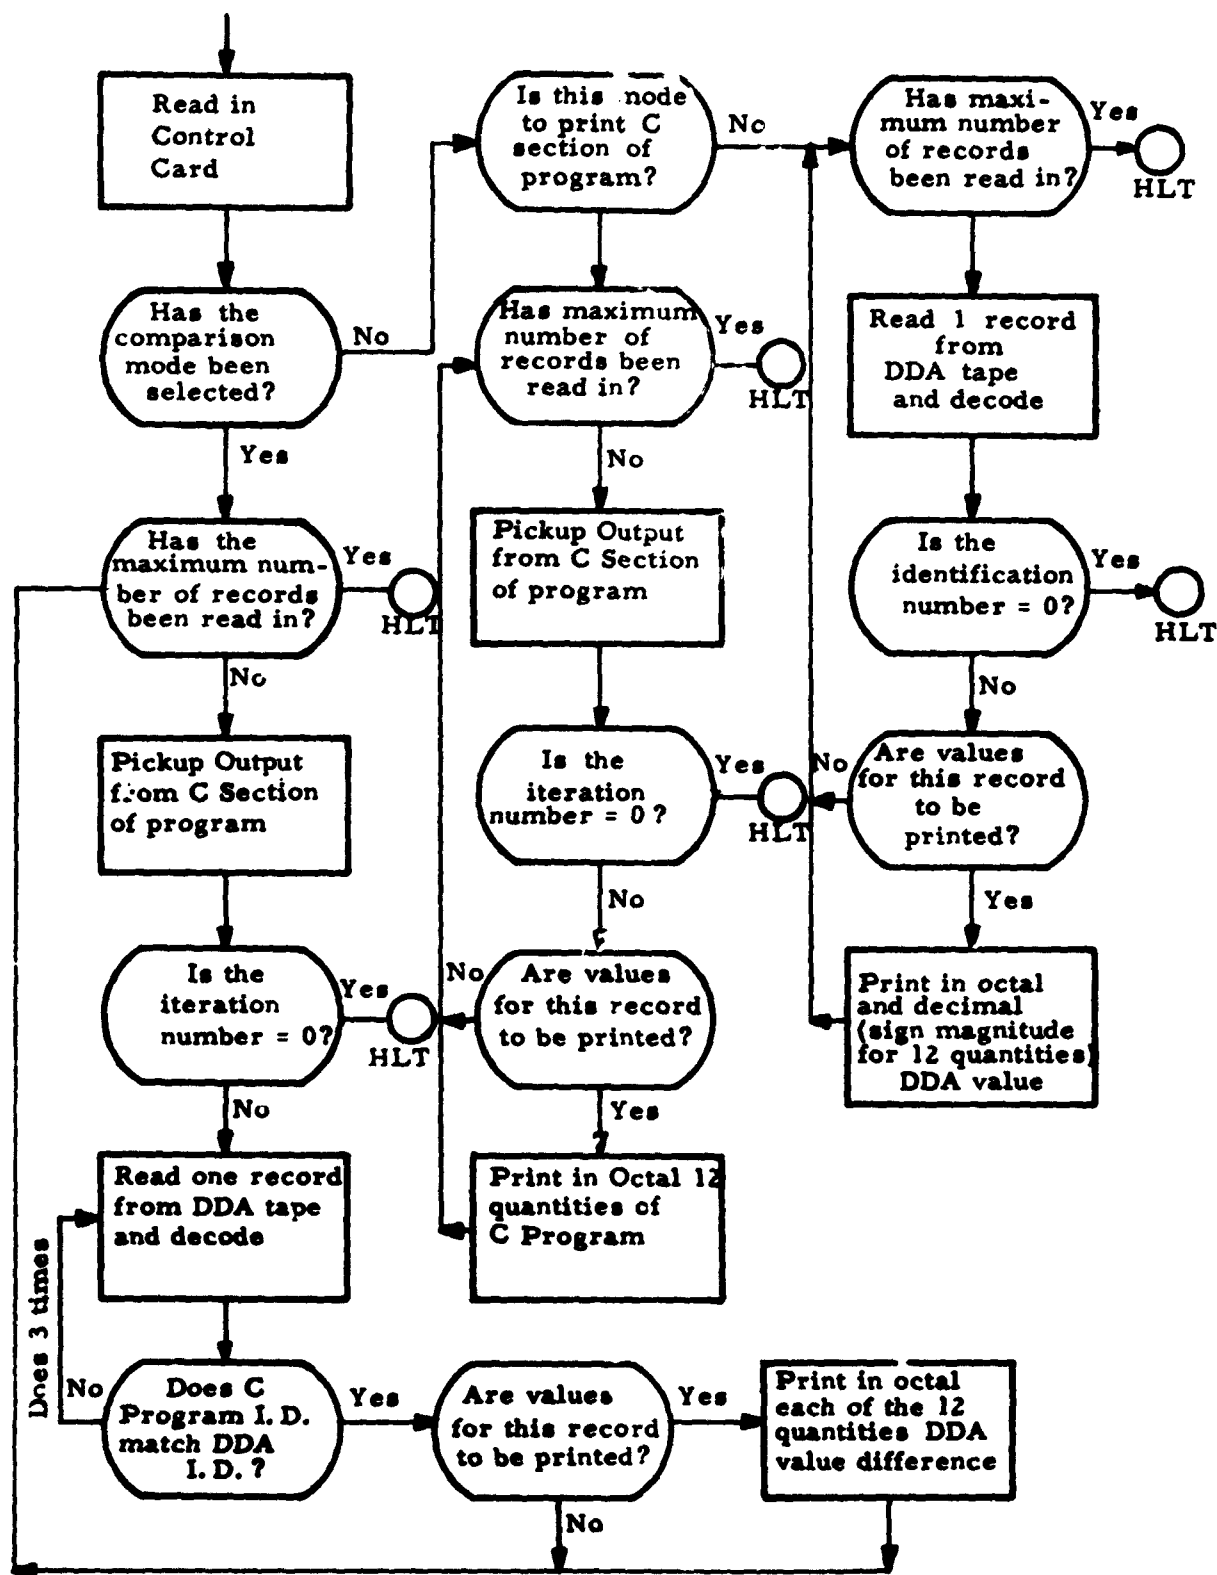 Read in
Control
Card
Has the
comparison
mode been
selected?
No
Yes
Has the
maximum num-
ber of records
been read in?
Yes
HLT
No
Pickup Output
from C Section
of program
Is the
iteration
number = 0?
Yes
HLT
No
Read one record
from DDA tape
and decode
Does 3 times
No
Does C
Program I. D.
match DDA
I. D. ?
Yes
Are values
for this record
to be printed?
Yes
No
Print in octal
each of the 12
quantities DDA
value difference
Is this node
to print C
section of
program?
No
Has maximum
number of
records been
read in?
Yes
HLT
No
Pickup Output
from C Section
of program
Is the
iteration
number = 0 ?
Yes
HLT
No
Are values
for this record
to be printed?
No
Yes
Print in Octal 12
quantities of
C Program
Has maxi-
mum number
of records
been read in?
Yes
HLT
Read 1 record
from
DDA tape
and decode
Is the
identification
number = 0?
Yes
HLT
No
Are values
for this record
to be
printed?
No
Yes
Print in octal
and decimal
(sign magnitude
for 12 quantities)
DDA value